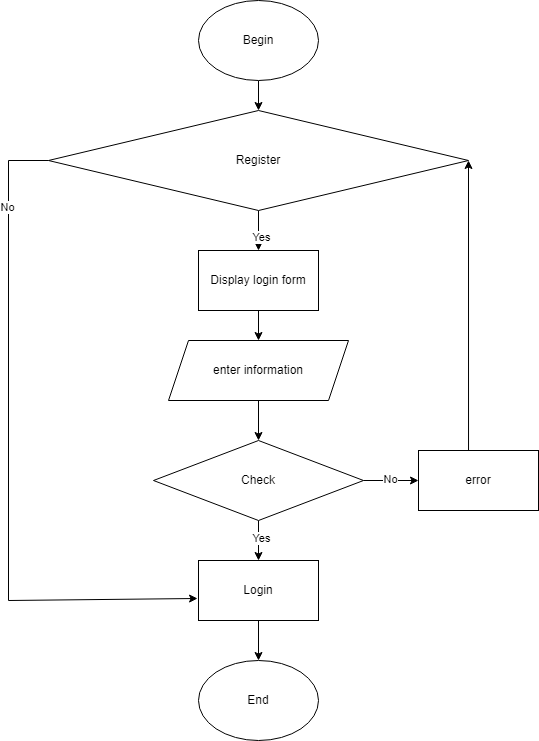 Begin
Register
No
Yes
Display login form
enter information
Check
No
error
Yes
Login
End